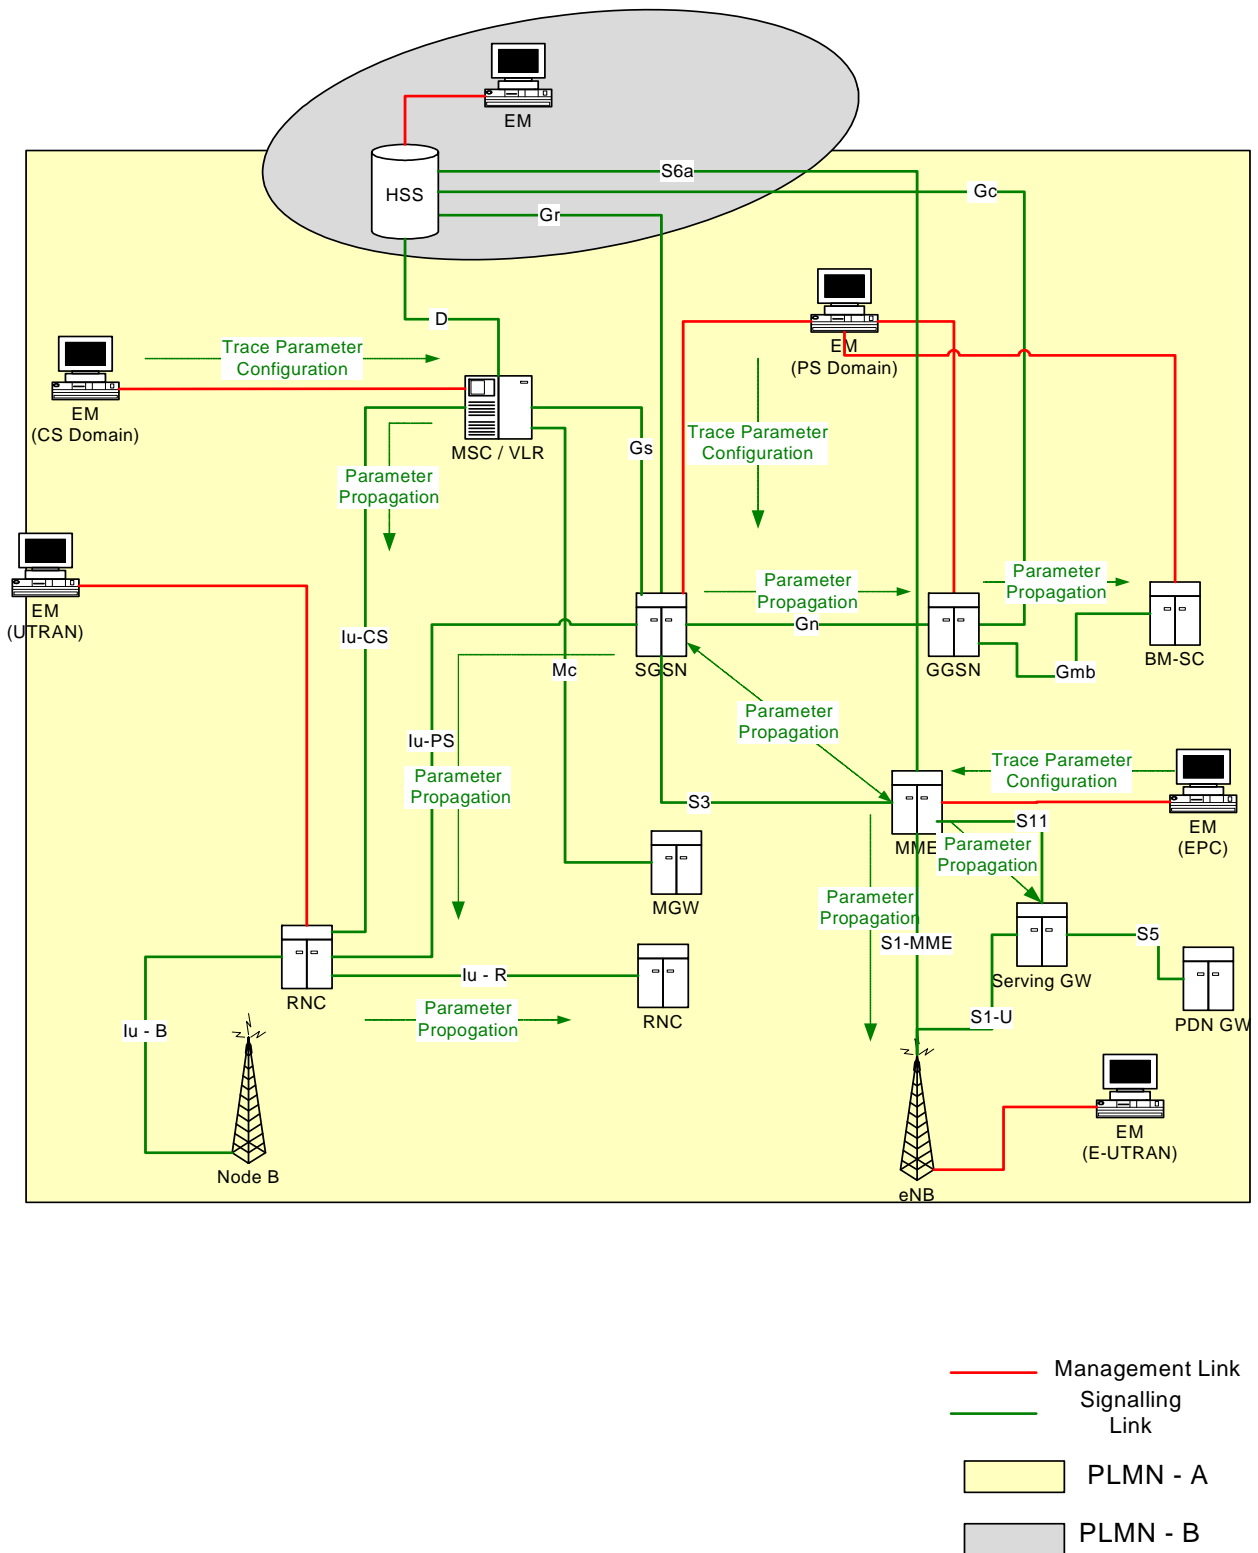 EM
S6a
Gc
HSS
Gr
D
Trace Parameter
Configuration
EM
(PS Domain)
EM
(CS Domain)
MSC / VLR
Gs
Trace Parameter
Configuration
Parameter
Propagation
EM
(UTRAN)
Parameter
Propagation
Parameter
Propagation
Iu-CS
Gn
Mc
SGSN
GGSN
Gmb
BM-SC
Parameter
Propagation
Iu-PS
Trace Parameter
Configuration
Parameter
Propagation
S3
S11
EM
(EPC)
MME
Parameter
Propagation
MGW
Parameter
Propagation
S1-MME
S5
Iu - R
Serving GW
RNC
Parameter
Propogation
RNC
S1-U
PDN GW
Iu - B
EM
(E-UTRAN)
Node B
eNB
Management Link
Signalling
Link
PLMN - A
PLMN - B